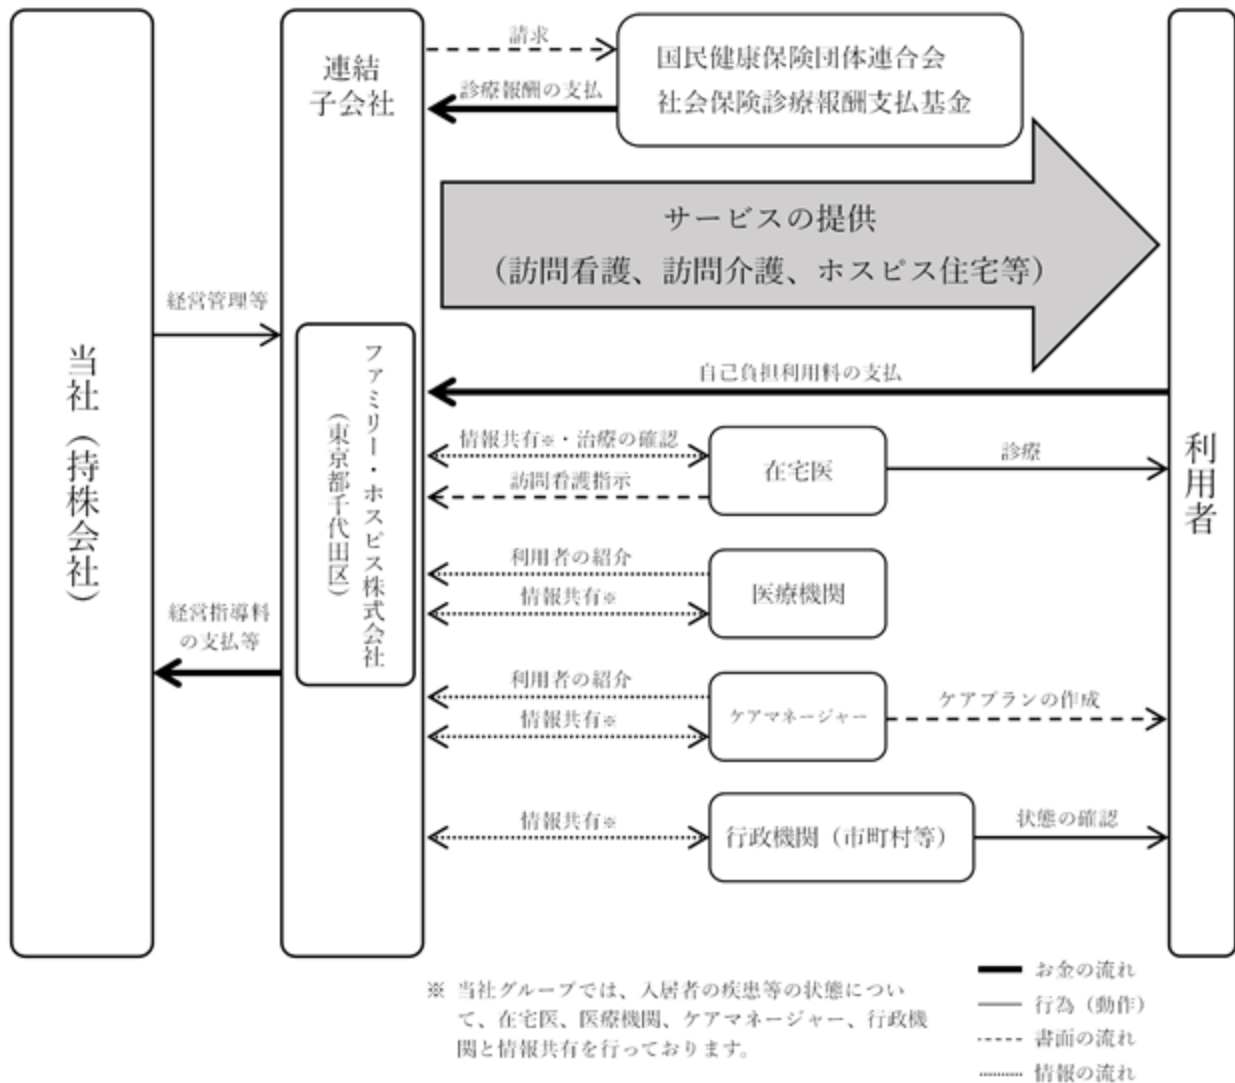 請求
国民健康保険団体連合会
社会保険診療報酬支払基金
診療報酬の支払
連結
子会社
サービスの提供
（訪問看護、訪問介護、ホスピス住宅等）
経営管理等
当社（持株会社）
ファミリー・ホスピス株式会社
（東京都千代田区）
経営指導料
の支払等
自己負担利用料の支払
利用者
情報共有※・治療の確認
訪問看護指示
在宅医
診療
利用者の紹介
情報共有※
医療機関
利用者の紹介
情報共有※
ケアマネージャー
ケアプランの作成
情報共有※
行政機関（市町村等）
状態の確認
※ 当社グループでは、入居者の疾患等の状態につい
て、在宅医、医療機関、ケアマネージャー、行政機
関と情報共有を行っております。
お金の流れ
行為（動作）
書面の流れ
情報の流れ